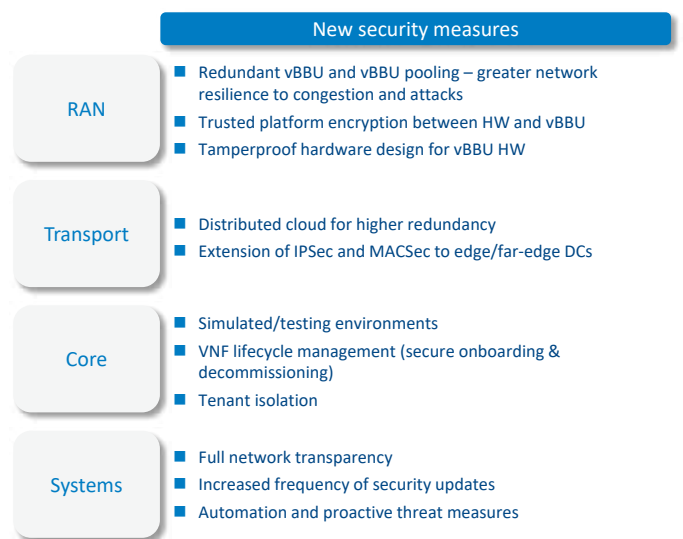 New security measures
RAN
Redundant vBBU and vBBU pooling – greater network
resilience to congestion and attacks
Trusted platform encryption between HW and vBBU
Tamperproof hardware design for vBBU HW
Transport
Distributed cloud for higher redundancy
Extension of IPSec and MACSec to edge/far-edge DCs
Core
Simulated/testing environments
VNF lifecycle management (secure onboarding &
decommissioning)
Tenant isolation
Systems
Full network transparency
Increased frequency of security updates
Automation and proactive threat measures